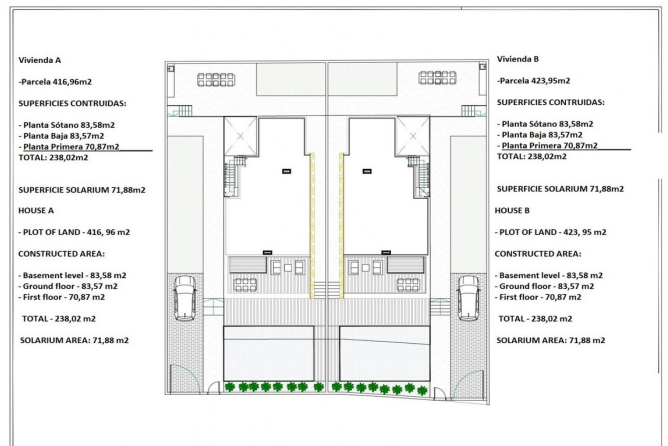 Vivienda A
-Parcela 416,96m2
SUPERFICIES CONTRUIDAS:
- Planta Sótano 83,58m2
- Planta Baja 83,57m2
- Planta Primera 70,87m2
TOTAL: 238,02m2
SUPERFICIE SOLARIUM 71,88m2
HOUSE A
- PLOT OF LAND - 416, 96 m2
CONSTRUCTED AREA:
- Basement level - 83,58 m2
- Ground floor - 83,57 m2
- First floor - 70,87 m2
TOTAL - 238,02 m2
SOLARIUM AREA: 71,88 m2
Vivienda B
-Parcela 423,95m2
SUPERFICIES CONTRUIDAS:
- Planta Sótano 83,58m2
- Planta Baja 83,57m2
- Planta Primera 70,87m2
TOTAL: 238,02m2
SUPERFICIE SOLARIUM 71,88m2
HOUSE B
- PLOT OF LAND - 423, 95 m2
CONSTRUCTED AREA:
- Basement level - 83,58 m2
- Ground floor - 83,57 m2
- First floor - 70,87 m2
TOTAL - 238,02 m2
SOLARIUM AREA: 71,88 m2